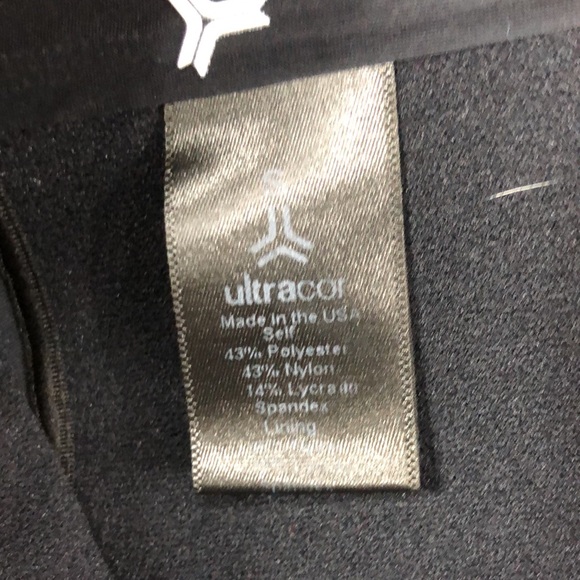 S
ultracor
Made in the USA
Self
43% Polyester
43% Nylon
14% Lycra®
Spandex
Lining